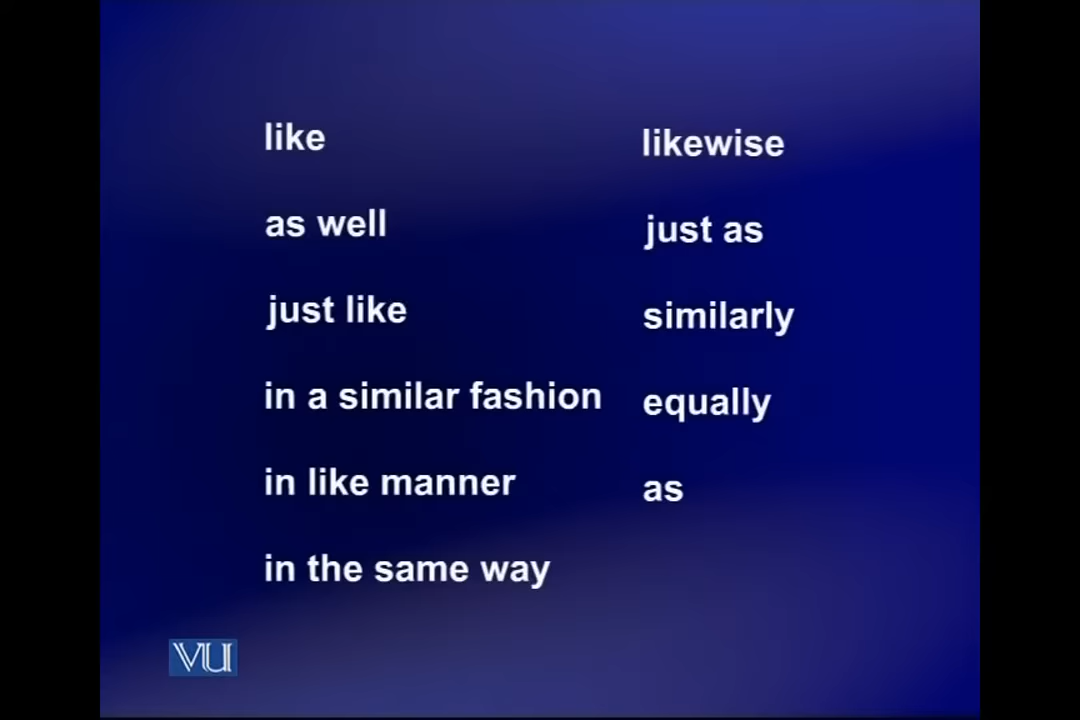 like
as well
just like
in a similar fashion
in like manner
in the same way
likewise
just as
similarly
equally
as
VU